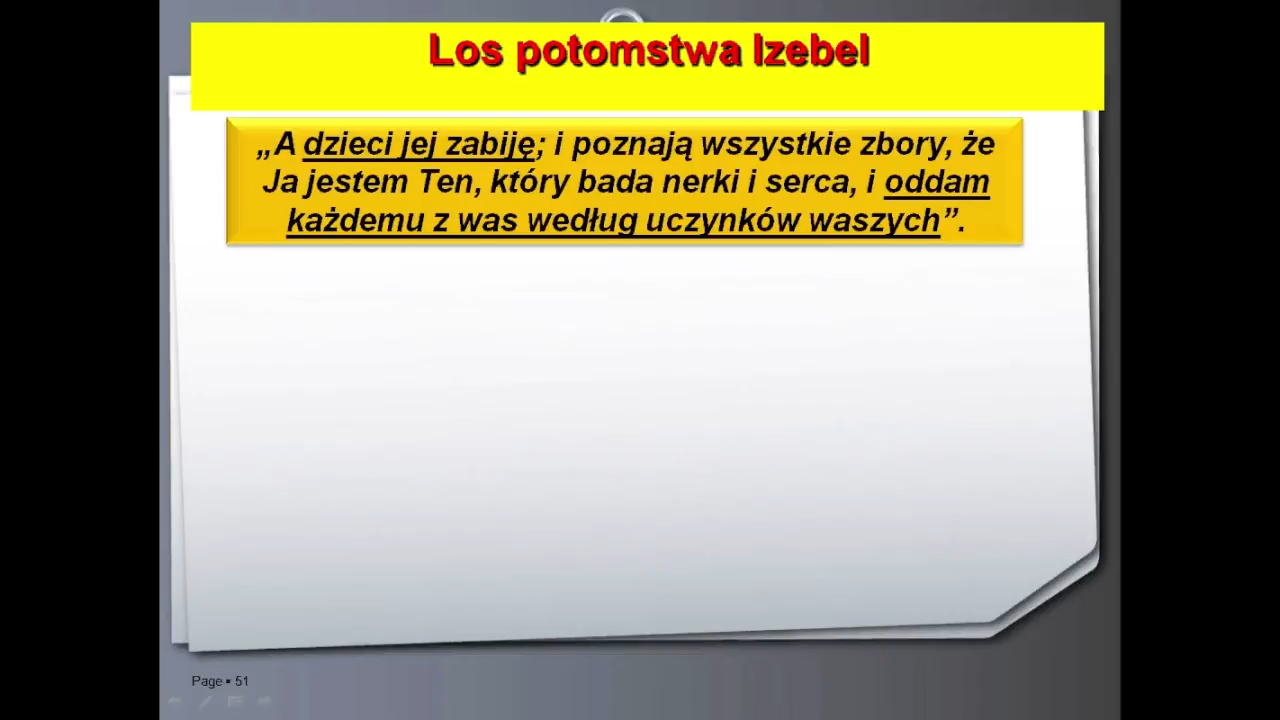 Los potomstwa Izebel
„A dzieci jej zabiję; i poznają wszystkie zbory, że
Ja jestem Ten, który bada nerki i serca, i oddam
każdemu z was według uczynków waszych”.
Page ▪ 51